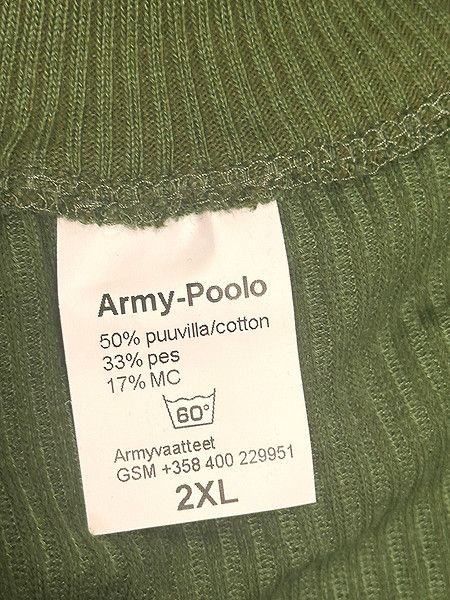 Army-Poolo
50% puuvilla/cotton
33% pes
17% MC
60°
Armyvaatteet
GSM +358 400 229951
2XL